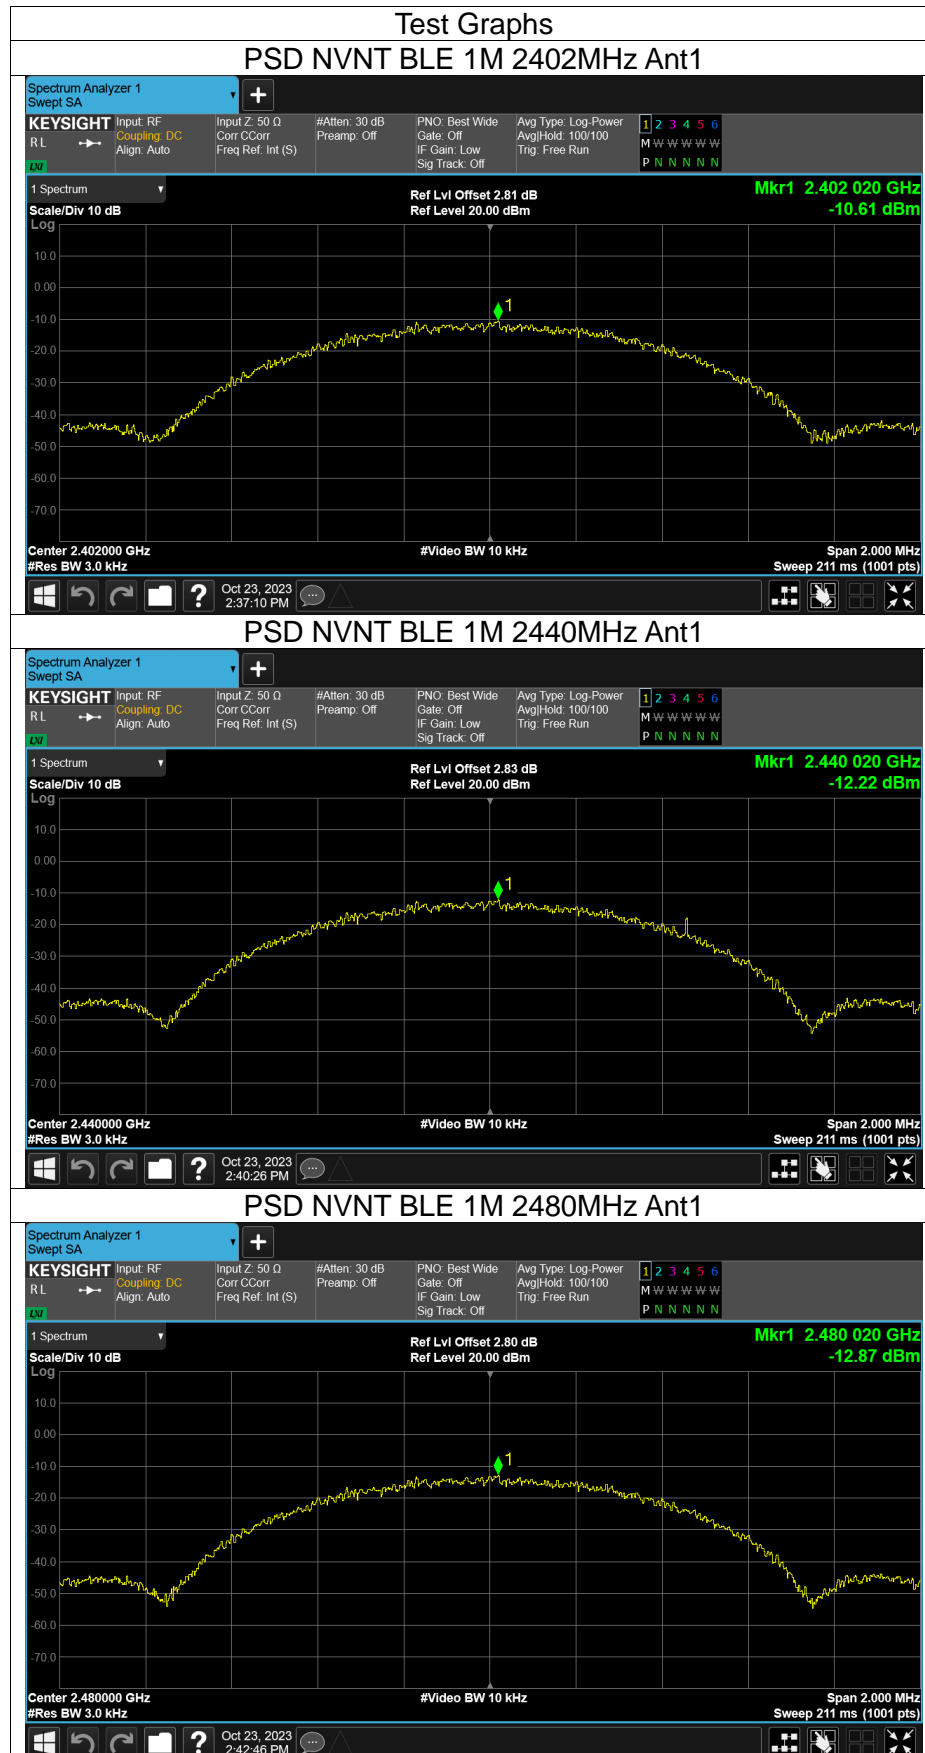 Test Graphs
PSD NVNT BLE 1M 2402MHz Ant1
Spectrum Analyzer 1
Swept SA
KEYSIGHT Input: RF Input Z: 50 Ω #Atten: 30 dB PNO: Best Wide Avg Type: Log-Power 1 2 3 4 5 6
RL Coupling: DC Corr CCorr Preamp: Off Gate: Off Avg|Hold: 100/100 M W W W W W
Align: Auto Freq Ref: Int (S) IF Gain: Low Trig: Free Run
LXI Sig Track: Off P N N N N N
1 Spectrum Ref Lvl Offset 2.81 dB Mkr1 2.402 020 GHz
Scale/Div 10 dB Ref Level 20.00 dBm -10.61 dBm
Log
10.0
0.00
1
-10.0
-20.0
-30.0
-40.0
-50.0
-60.0
-70.0
Center 2.402000 GHz #Video BW 10 kHz Span 2.000 MHz
#Res BW 3.0 kHz Sweep 211 ms (1001 pts)
? Oct 23, 2023
2:37:10 PM
PSD NVNT BLE 1M 2440MHz Ant1
Spectrum Analyzer 1
Swept SA
KEYSIGHT Input: RF Input Z: 50 Ω #Atten: 30 dB PNO: Best Wide Avg Type: Log-Power 1 2 3 4 5 6
RL Coupling: DC Corr CCorr Preamp: Off Gate: Off Avg|Hold: 100/100 M W W W W W
Align: Auto Freq Ref: Int (S) IF Gain: Low Trig: Free Run
LXI Sig Track: Off P N N N N N
1 Spectrum Ref Lvl Offset 2.83 dB Mkr1 2.440 020 GHz
Scale/Div 10 dB Ref Level 20.00 dBm -12.22 dBm
Log
10.0
0.00
1
-10.0
-20.0
-30.0
-40.0
-50.0
-60.0
-70.0
Center 2.440000 GHz #Video BW 10 kHz Span 2.000 MHz
#Res BW 3.0 kHz Sweep 211 ms (1001 pts)
? Oct 23, 2023
2:40:26 PM
PSD NVNT BLE 1M 2480MHz Ant1
Spectrum Analyzer 1
Swept SA
KEYSIGHT Input: RF Input Z: 50 Ω #Atten: 30 dB PNO: Best Wide Avg Type: Log-Power 1 2 3 4 5 6
RL Coupling: DC Corr CCorr Preamp: Off Gate: Off Avg|Hold: 100/100 M W W W W W
Align: Auto Freq Ref: Int (S) IF Gain: Low Trig: Free Run
LXI Sig Track: Off P N N N N N
1 Spectrum Ref Lvl Offset 2.80 dB Mkr1 2.480 020 GHz
Scale/Div 10 dB Ref Level 20.00 dBm -12.87 dBm
Log
10.0
0.00
1
-10.0
-20.0
-30.0
-40.0
-50.0
-60.0
-70.0
Center 2.480000 GHz #Video BW 10 kHz Span 2.000 MHz
#Res BW 3.0 kHz Sweep 211 ms (1001 pts)
? Oct 23, 2023
2:42:46 PM